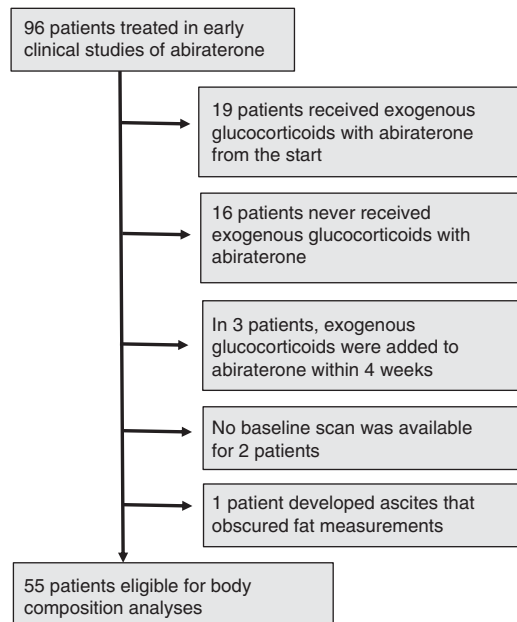 96 patients treated in early
clinical studies of abiraterone
19 patients received exogenous
glucocorticoids with abiraterone
from the start
16 patients never received
exogenous glucocorticoids with
abiraterone
In 3 patients, exogenous
glucocorticoids were added to
abiraterone within 4 weeks
No baseline scan was available
for 2 patients
1 patient developed ascites that
obscured fat measurements
55 patients eligible for body
composition analyses